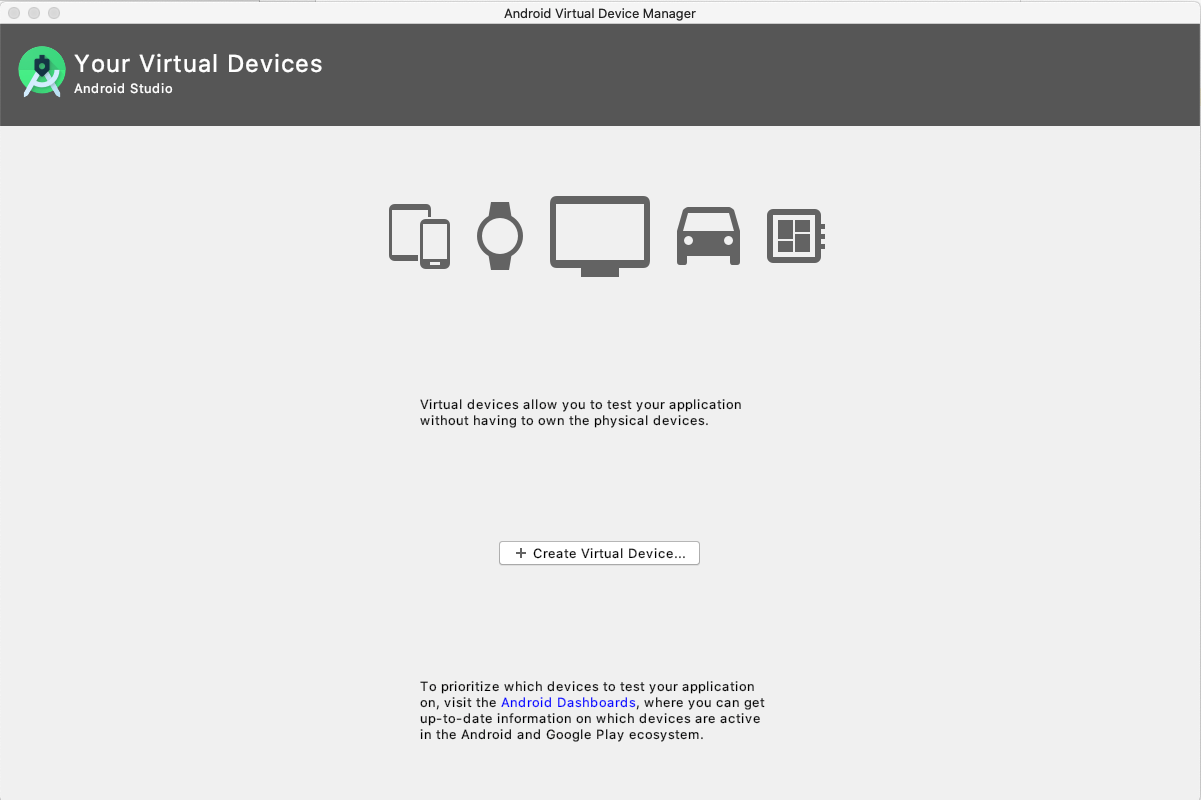 Android Virtual Device Manager
Your Virtual Devices
Android Studio
Virtual devices allow you to test your application
without having to own the physical devices.
+ Create Virtual Device...
To prioritize which devices to test your application
on, visit the Android Dashboards, where you can get
up-to-date information on which devices are active
in the Android and Google Play ecosystem.